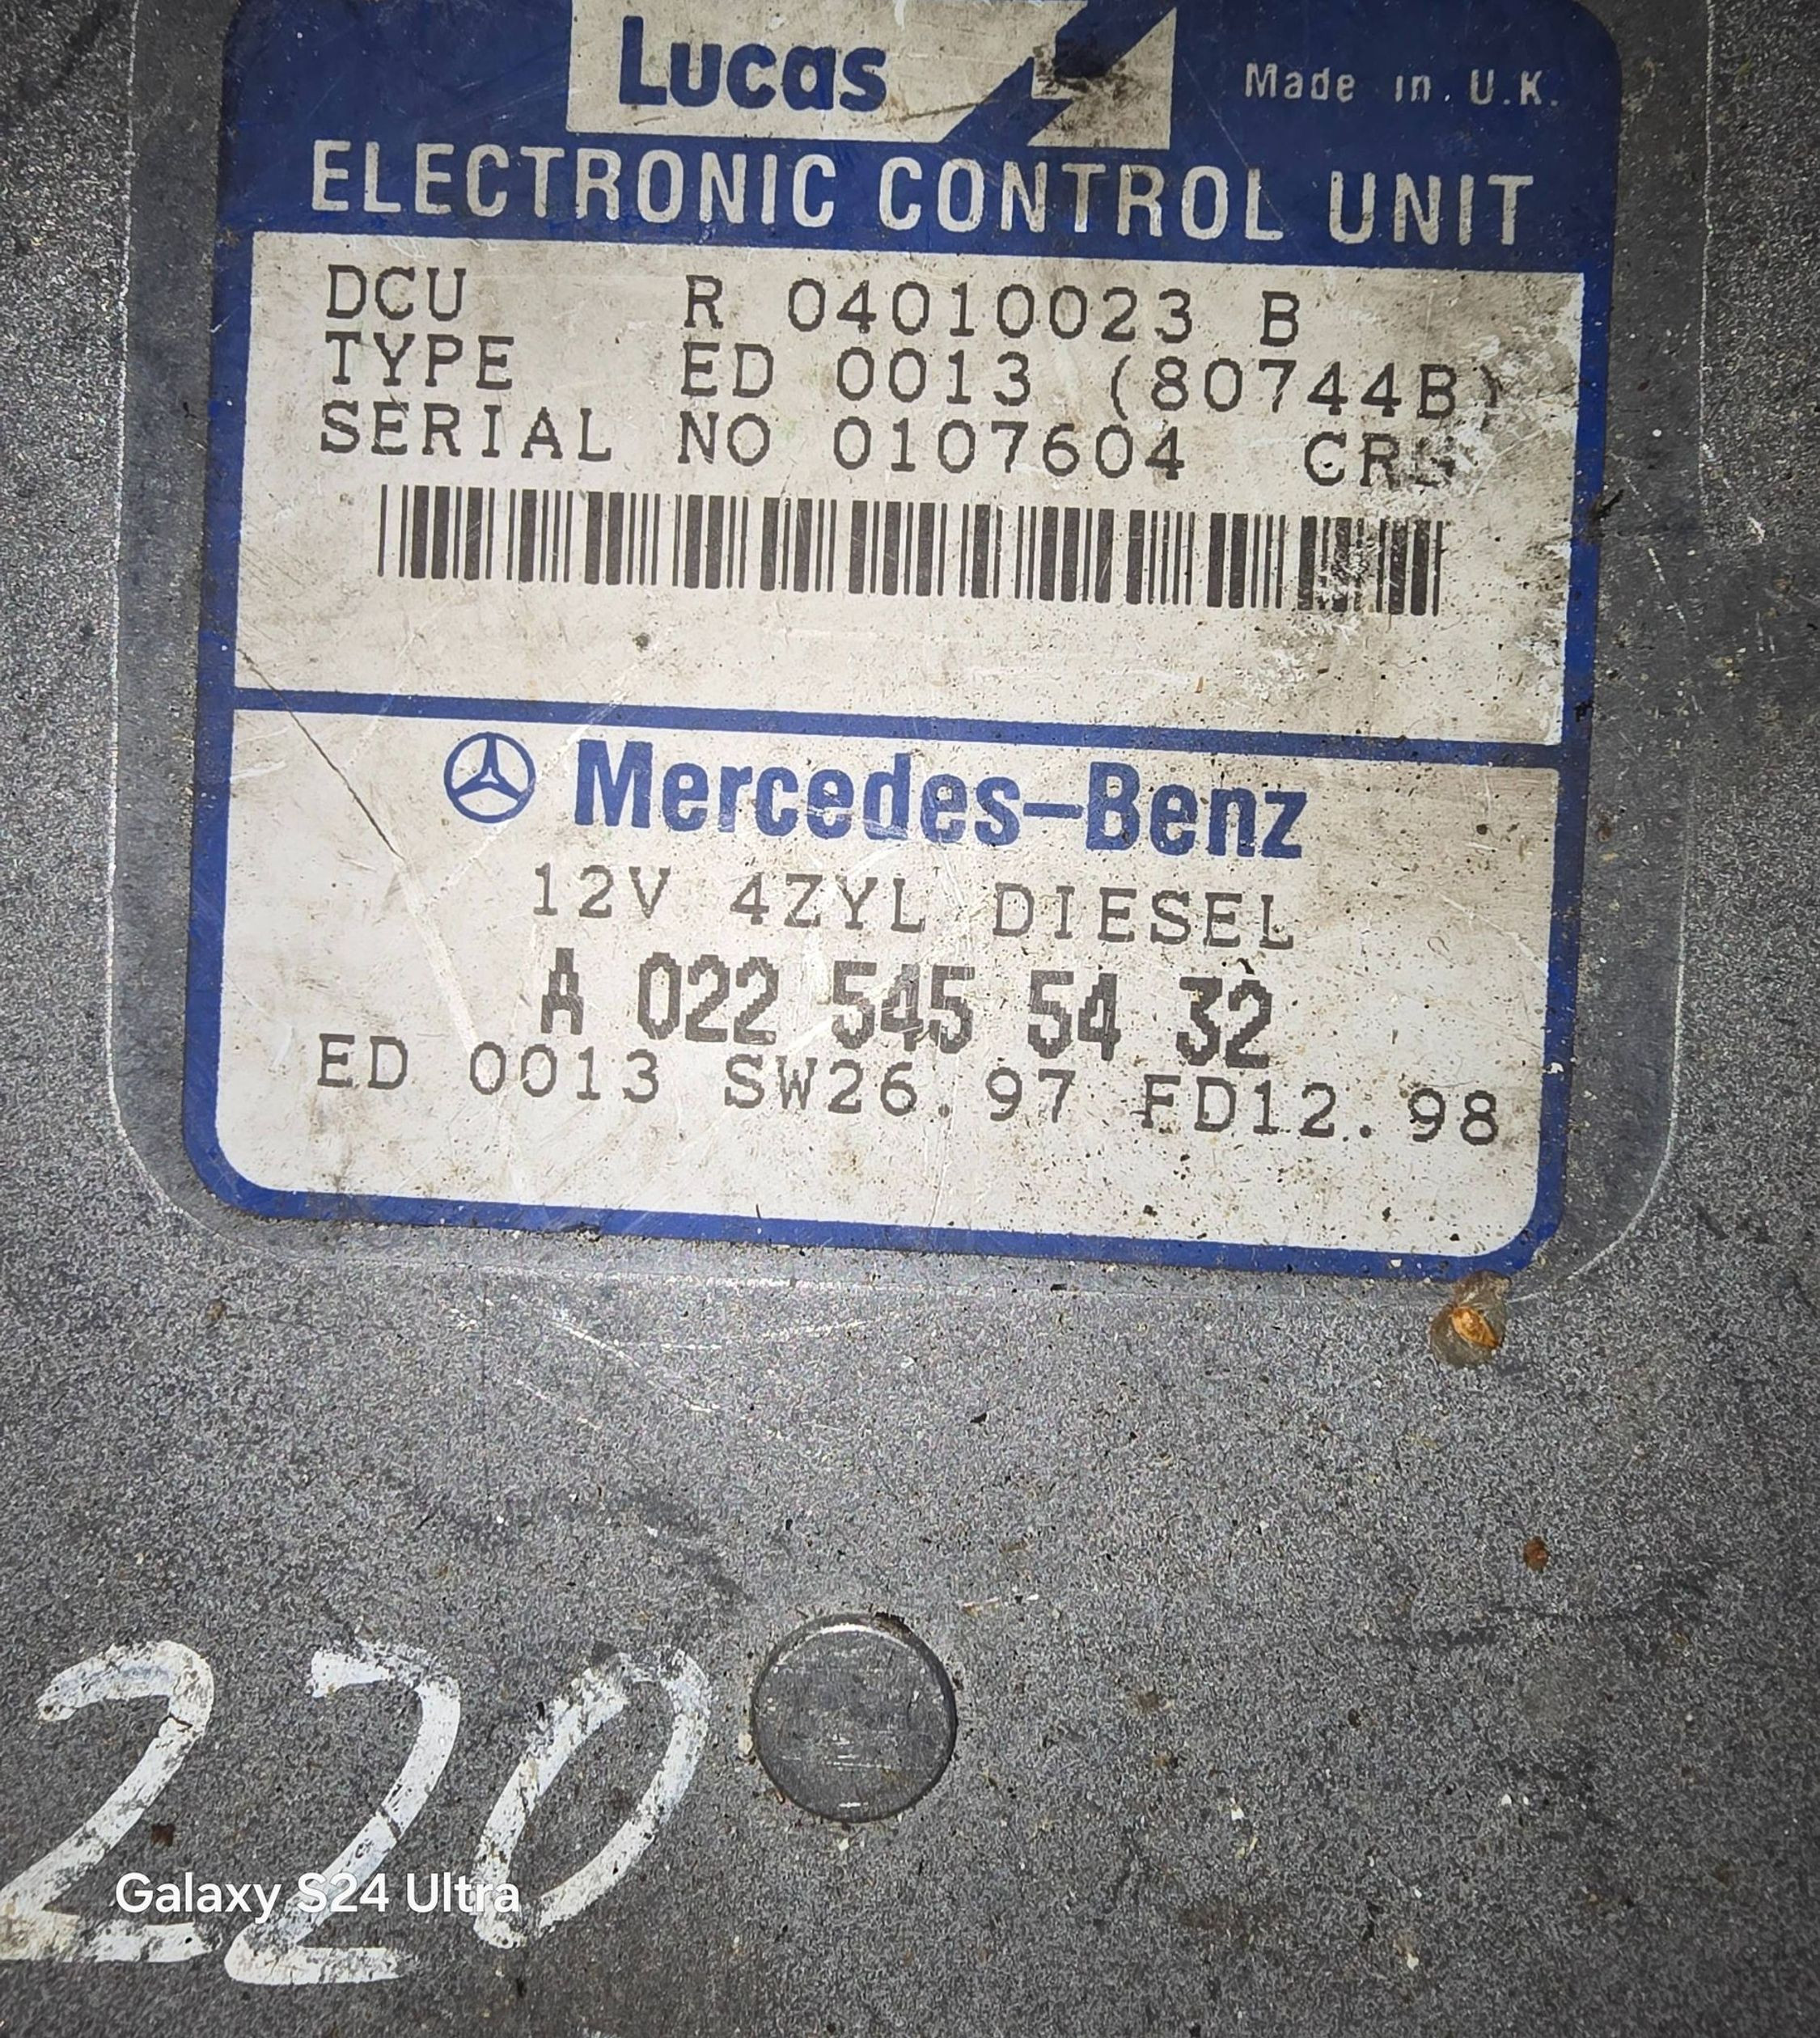 Lucas
Made in U.K.
ELECTRONIC CONTROL UNIT
DCU R 04010023 B
TYPE ED 0013 (80744B)
SERIAL NO 0107604
Mercedes-Benz
12V 4ZYL DIESEL
A 022 545 54 32
ED 0013 SW26.97 FD12.98
220
Galaxy S24 Ultra